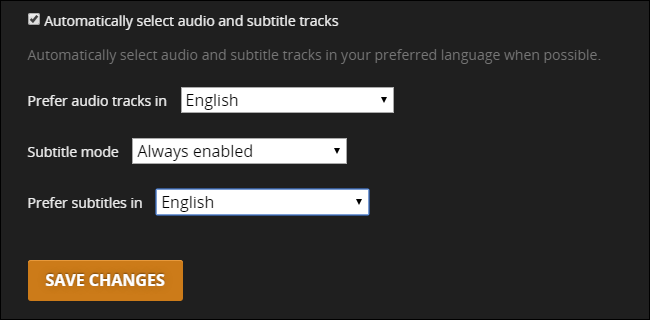 Automatically select audio and subtitle tracks
Automatically select audio and subtitle tracks in your preferred language when possible.
Prefer audio tracks in English
Subtitle mode Always enabled
Prefer subtitles in English
SAVE CHANGES